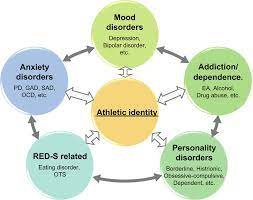 Mood
disorders
Depression,
Bipolar disorder,
etc.
Anxiety
disorders
PD, GAD, SAD,
OCD, etc.
Addiction/
dependence.
EA, Alcohol,
Drug abuse, etc.
Athletic identity
RED-S related
Eating disorder,
OTS
Personality
disorders
Borderline, Histrionic,
Obsessive-compulsive,
Dependent, etc.